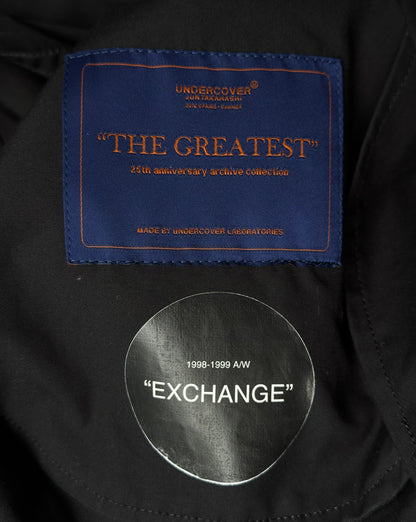 UNDERCOVER®
JUN TAKAHASHI
"THE GREATEST"
25th anniversary archive collection
MADE BY UNDERCOVER LABORATORIES.
1998-1999 A/W
"EXCHANGE"